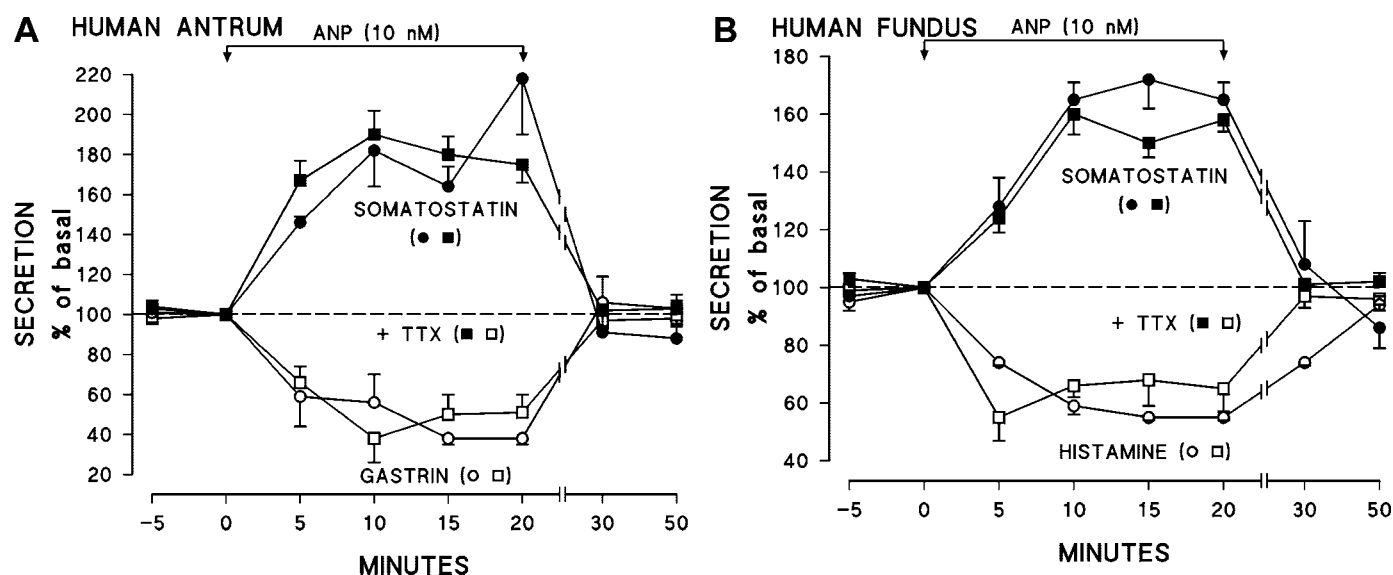 A HUMAN ANTRUM
ANP (10 nM)
220
200
180
160
140
120
100
80
60
40
20
SECRETION
% of basal
SOMATOSTATIN
(● ■)
+ TTX (■ □)
GASTRIN (○ □)
-5 0 5 10 15 20 30 50
MINUTES
B HUMAN FUNDUS
ANP (10 nM)
180
160
140
120
100
80
60
40
SECRETION
% of basal
SOMATOSTATIN
(● ■)
+ TTX (■ □)
HISTAMINE (○ □)
-5 0 5 10 15 20 30 50
MINUTES